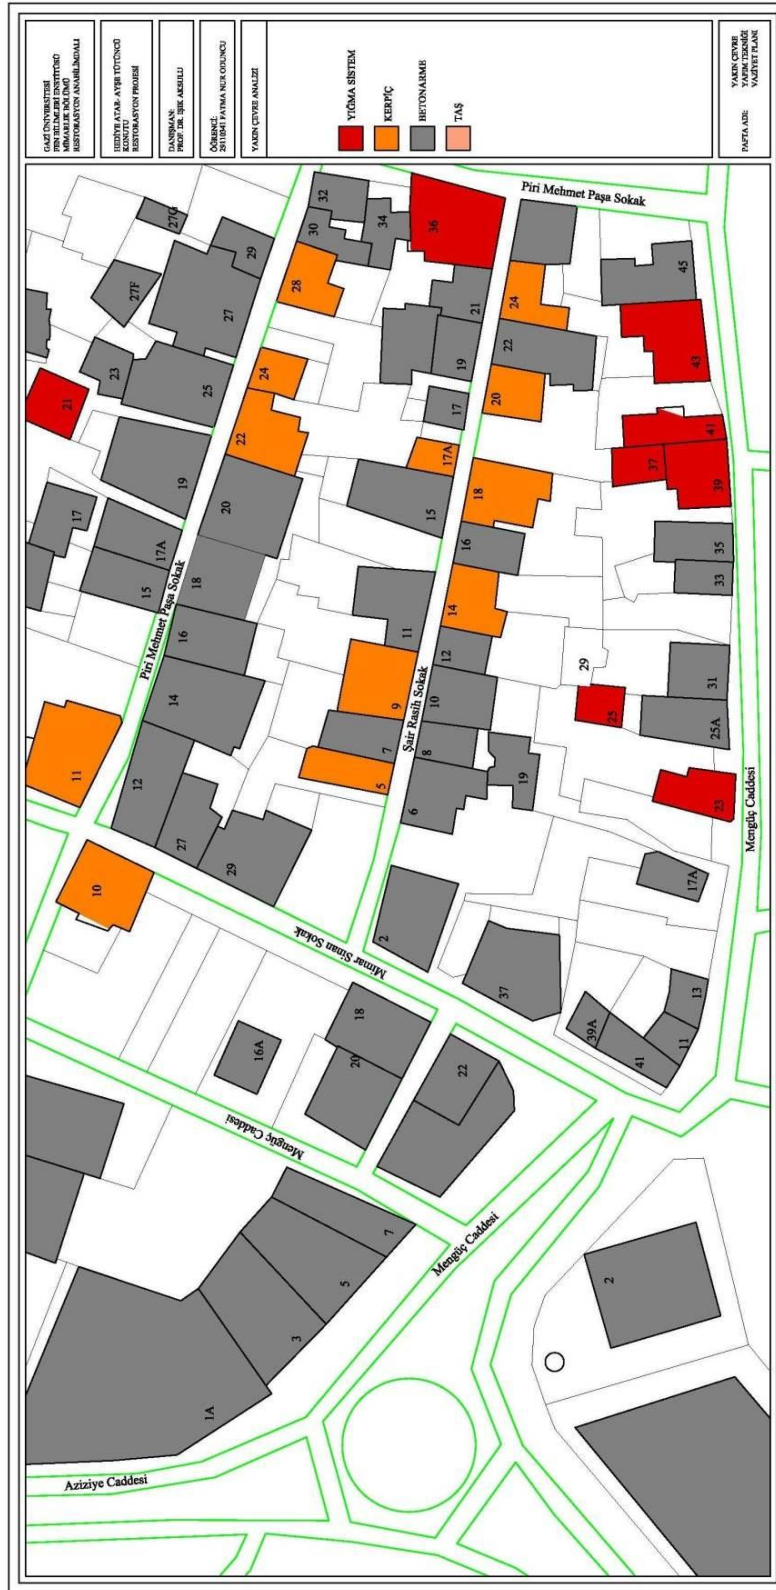 GAZİ ÜNİVERSİTESİ
FEN BİLİMLERİ ENSTİTÜSÜ
MİMARLIK BÖLÜMÜ
RESTORASYON ANABİLİMDALI
HEDİYE ATAR- AYŞE TÜTÜNCÜ
KONUTU
RESTORASYON PROJESİ
DANIŞMAN:
PROF. DR. IŞIK AKSULU
ÖĞRENCİ:
FATMA NUR ODUNCU
YAKIN ÇEVRE ANALİZİ
YIĞMA SİSTEM
KERPİÇ
BETONARME
TAŞ
PAFTA ADI:
YAKIN ÇEVRE
YAPIM TEKNİĞİ
VAZİYET PLANI
Piri Mehmet Paşa Sokak
27G
29
27F
27
23
25
21
19
17
17A
15
Piri Mehmet Paşa Sokak
11
32
30
34
28
24
22
20
18
16
14
12
27
29
10
36
21
19
17
17A
15
11
9
7
5
Şair Rasih Sokak
24
22
20
18
16
14
12
10
8
6
19
2
45
43
41
37
39
35
33
29
31
25
25A
23
17A
Mengüç Caddesi
Mimar Sinan Sokak
37
39A
41
11
13
16A
18
20
22
Mengüç Caddesi
7
5
3
1A
Mengüç Caddesi
2
Aziziye Caddesi